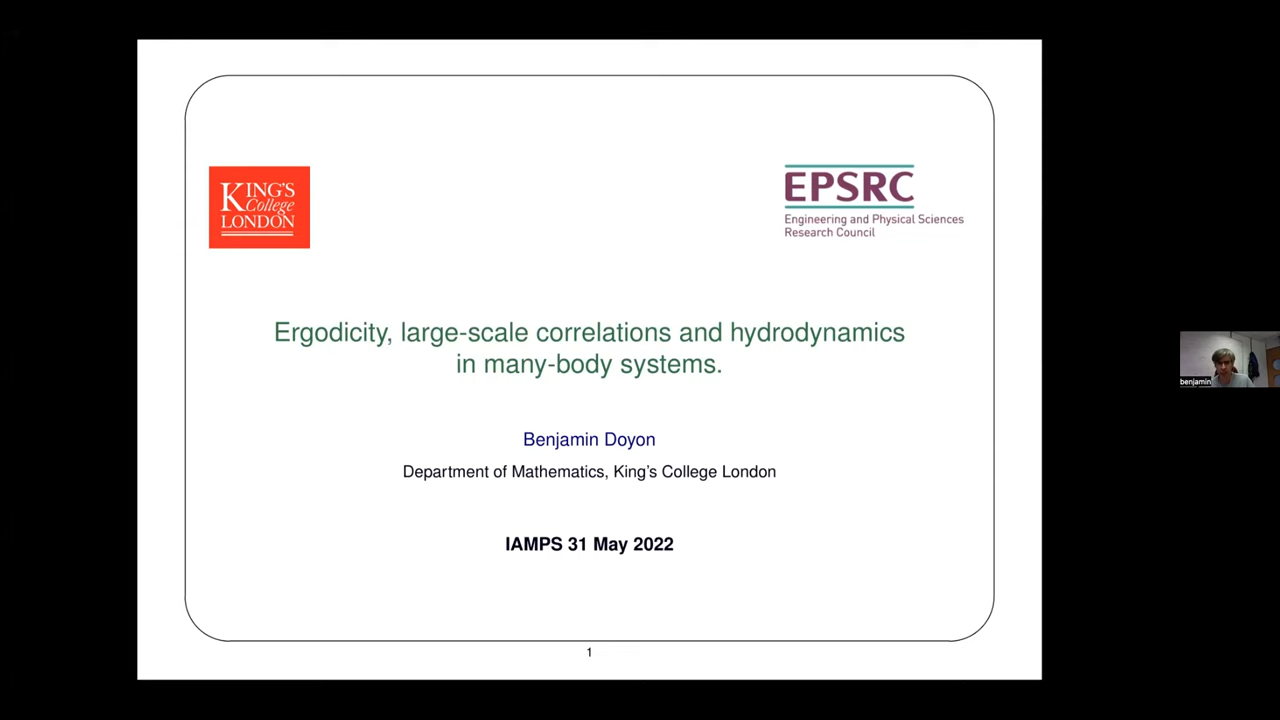 KING'S
College
LONDON
EPSRC
Engineering and Physical Sciences
Research Council
Ergodicity, large-scale correlations and hydrodynamics
in many-body systems.
benjamin
Benjamin Doyon
Department of Mathematics, King's College London
IAMPS 31 May 2022
1